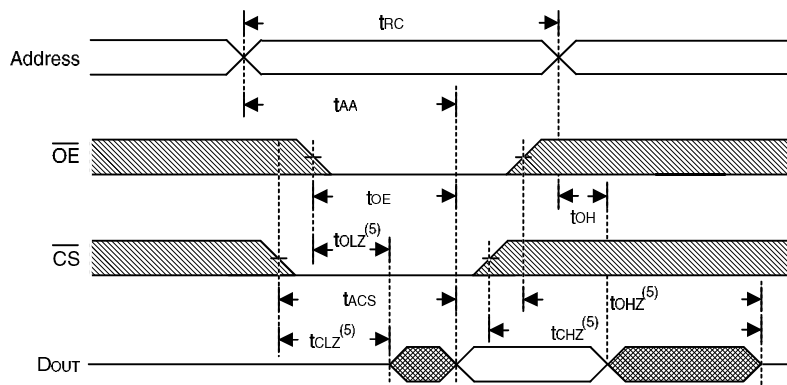 tRC
Address
tAA
OE
tOE
tOH
tOLZ(5)
CS
tACS
tOHZ(5)
tCLZ(5)
tCHZ(5)
DOUT